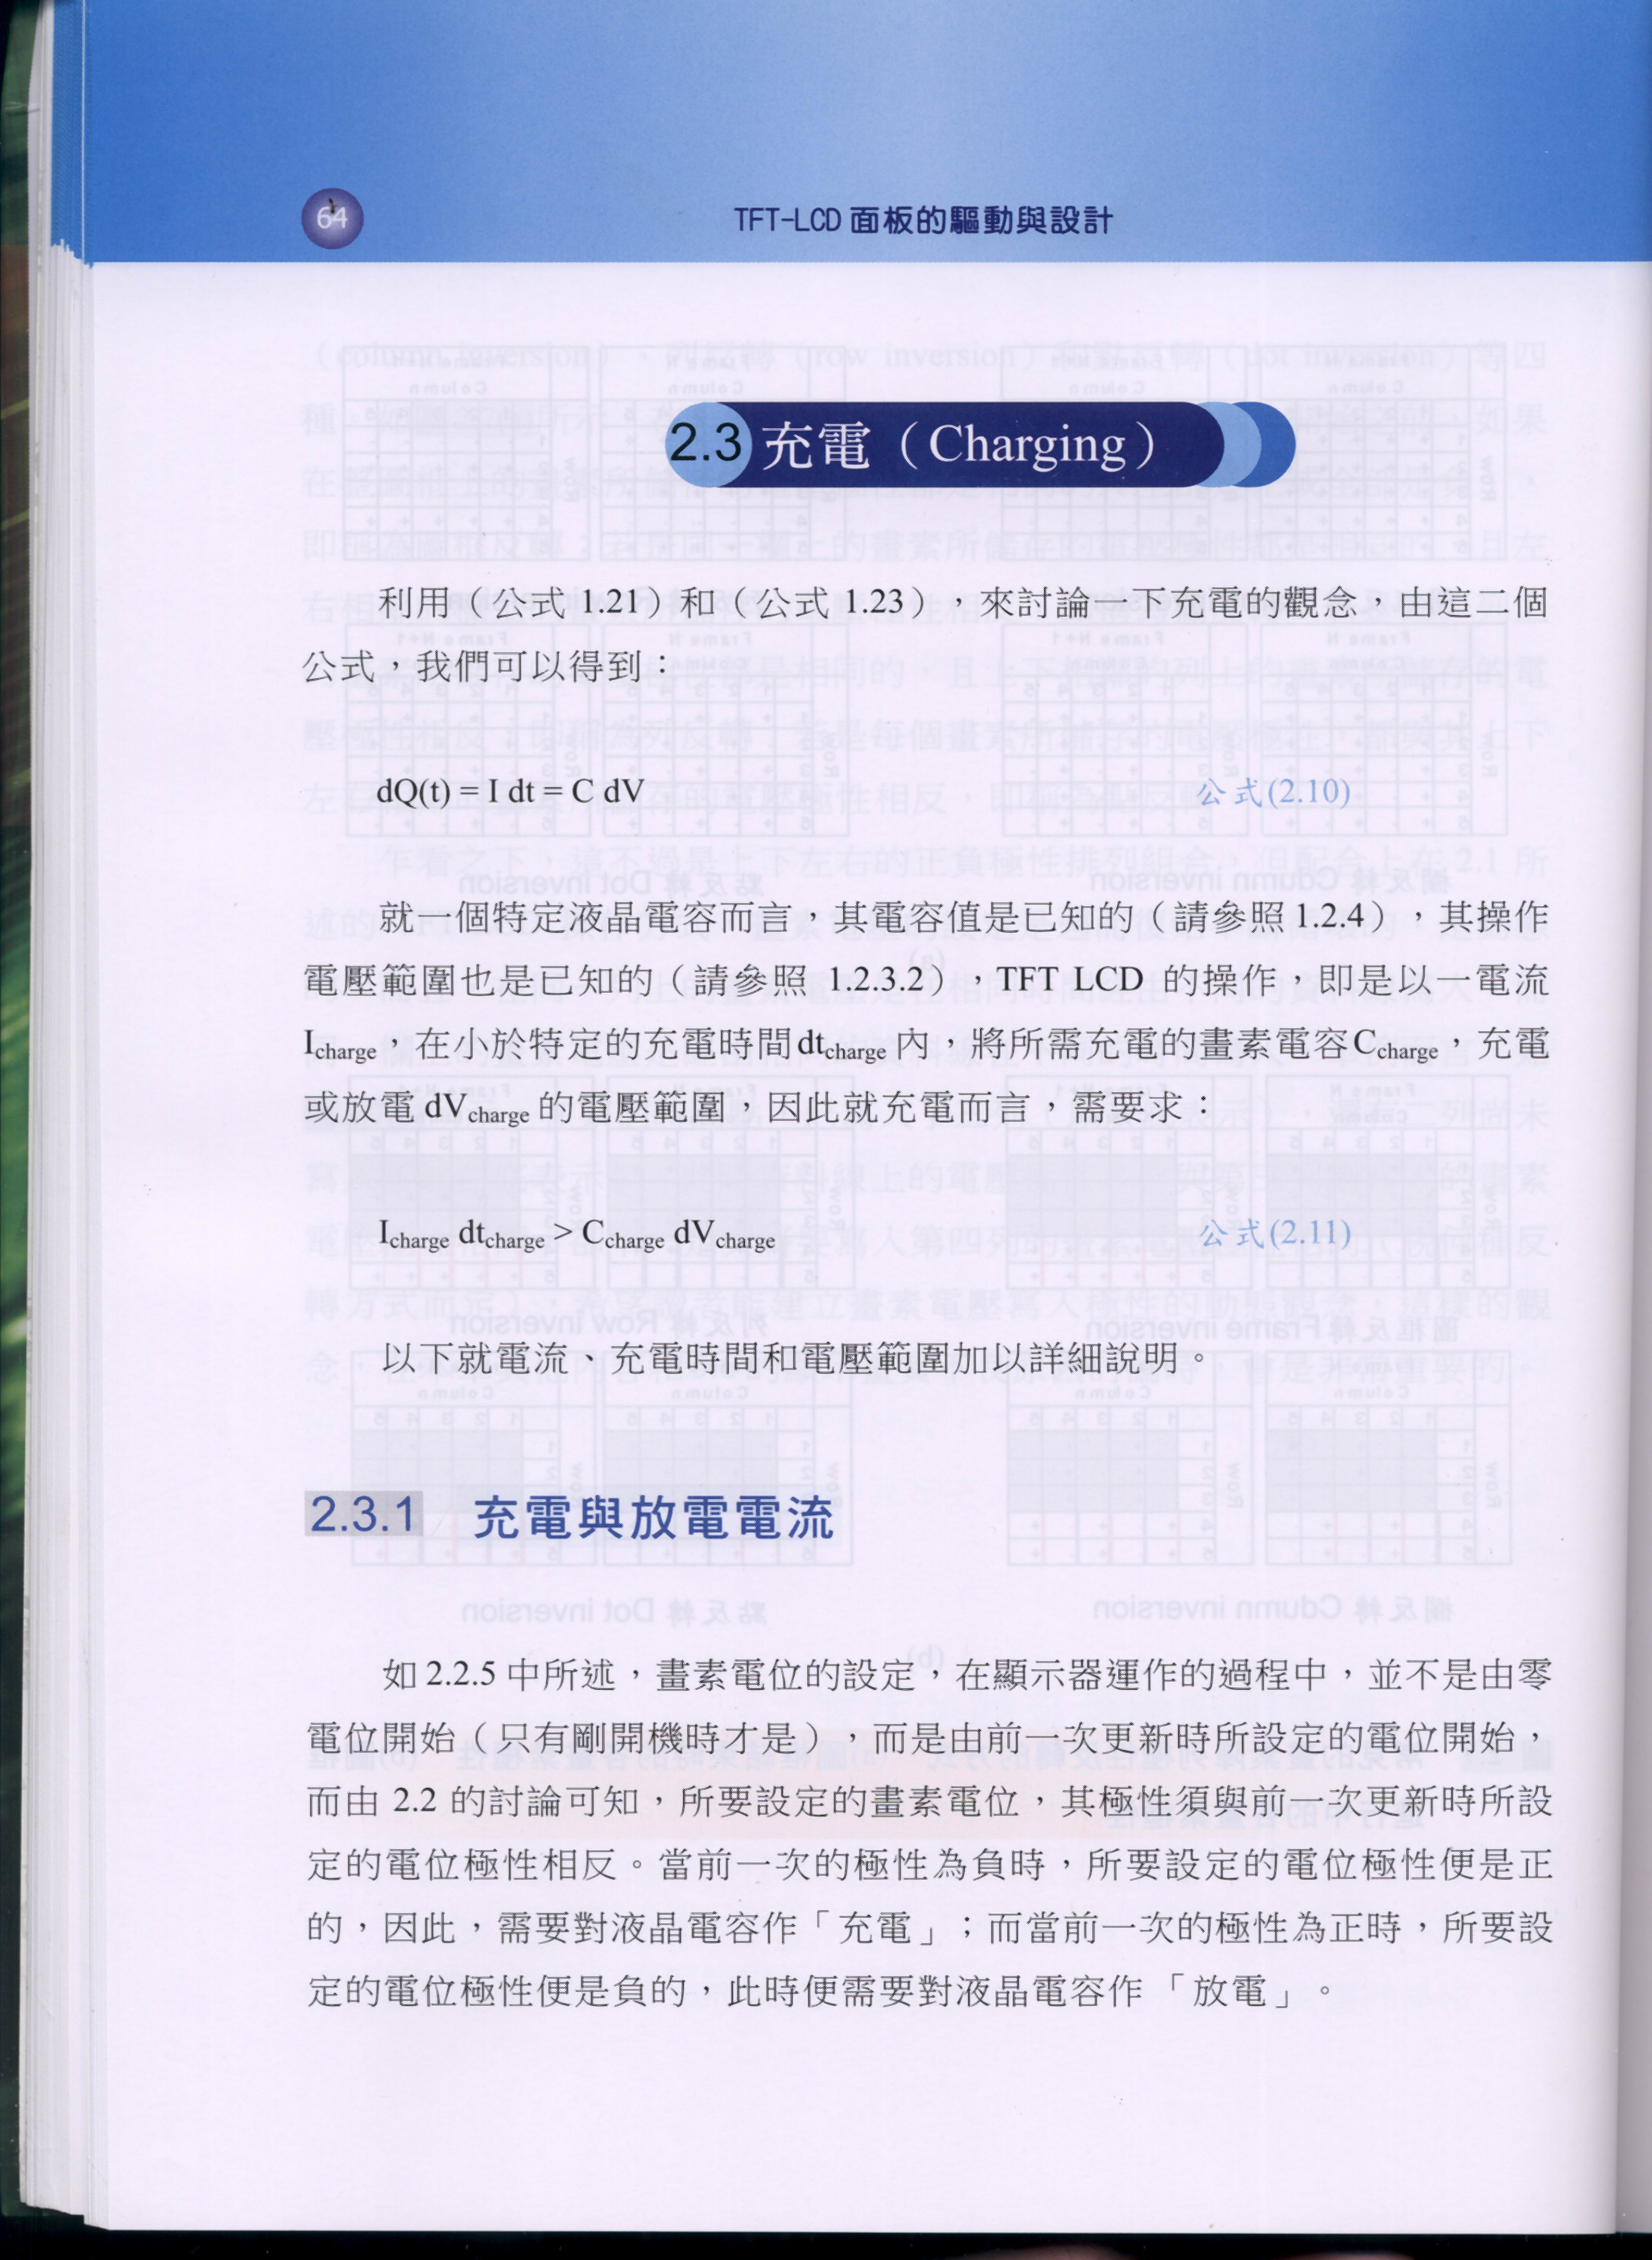 64
TFT-LCD 面板的驅動與設計
2.3 充電（Charging）
利用（公式 1.21）和（公式 1.23），來討論一下充電的觀念，由這二個
公式，我們可以得到：
dQ(t) = I dt = C dV 公式(2.10)
就一個特定液晶電容而言，其電容值是已知的（請參照 1.2.4），其操作
電壓範圍也是已知的（請參照 1.2.3.2），TFT LCD 的操作，即是以一電流
Icharge，在小於特定的充電時間 dtcharge 內，將所需充電的畫素電容 Ccharge，充電
或放電 dVcharge 的電壓範圍，因此就充電而言，需要求：
Icharge dtcharge > Ccharge dVcharge 公式(2.11)
以下就電流、充電時間和電壓範圍加以詳細說明。
2.3.1 充電與放電電流
如 2.2.5 中所述，畫素電位的設定，在顯示器運作的過程中，並不是由零
電位開始（只有剛開機時才是），而是由前一次更新時所設定的電位開始，
而由 2.2 的討論可知，所要設定的畫素電位，其極性須與前一次更新時所設
定的電位極性相反。當前一次的極性為負時，所要設定的電位極性便是正
的，因此，需要對液晶電容作「充電」；而當前一次的極性為正時，所要設
定的電位極性便是負的，此時便需要對液晶電容作「放電」。